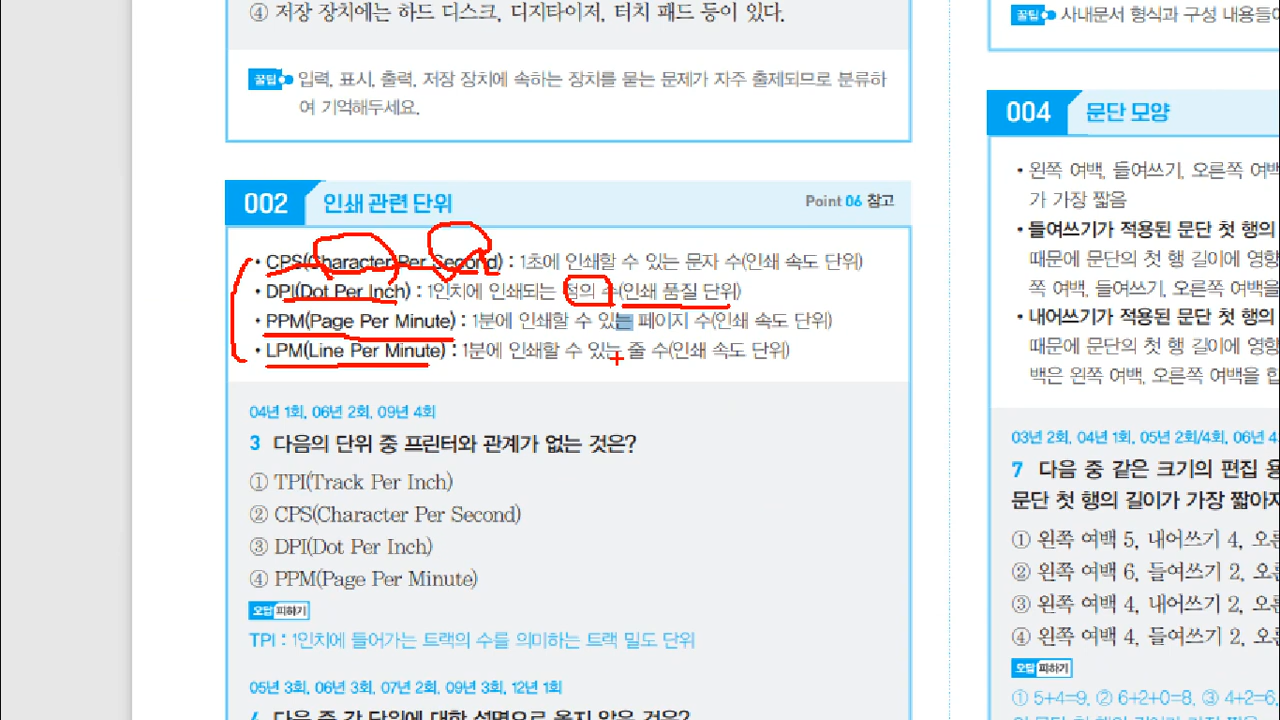 ④ 저장 장치에는 하드 디스크, 디지타이저, 터치 패드 등이 있다.
꿀팁 입력, 표시, 출력, 저장 장치에 속하는 장치를 묻는 문제가 자주 출제되므로 분류하
여 기억해두세요.
002 인쇄 관련 단위 Point 06 참고
• CPS(Character Per Second) : 1초에 인쇄할 수 있는 문자 수(인쇄 속도 단위)
• DPI(Dot Per Inch) : 1인치에 인쇄되는 점의 수(인쇄 품질 단위)
• PPM(Page Per Minute) : 1분에 인쇄할 수 있는 페이지 수(인쇄 속도 단위)
• LPM(Line Per Minute) : 1분에 인쇄할 수 있는 줄 수(인쇄 속도 단위)
04년 1회, 06년 2회, 09년 4회
3 다음의 단위 중 프린터와 관계가 없는 것은?
① TPI(Track Per Inch)
② CPS(Character Per Second)
③ DPI(Dot Per Inch)
④ PPM(Page Per Minute)
오답 피하기
TPI : 1인치에 들어가는 트랙의 수를 의미하는 트랙 밀도 단위
05년 3회, 06년 3회, 07년 2회, 09년 3회, 12년 1회
4 다음 중 각 단위에 대한 설명으로 옳지 않은 것은?
꿀팁 사내문서 형식과 구성 내용들이
004 문단 모양
• 왼쪽 여백, 들여쓰기, 오른쪽 여백
가 가장 짧음
• 들여쓰기가 적용된 문단 첫 행의
때문에 문단의 첫 행 길이에 영향
쪽 여백, 들여쓰기, 오른쪽 여백을
• 내어쓰기가 적용된 문단 첫 행의
때문에 문단의 첫 행 길이에 영향
백은 왼쪽 여백, 오른쪽 여백을 합
03년 2회, 04년 1회, 05년 2회/4회, 06년 4
7 다음 중 같은 크기의 편집 용
문단 첫 행의 길이가 가장 짧아지
① 왼쪽 여백 5, 내어쓰기 4, 오른
② 왼쪽 여백 6, 들여쓰기 2, 오른
③ 왼쪽 여백 4, 내어쓰기 2, 오른
④ 왼쪽 여백 4, 들여쓰기 2, 오른
오답 피하기
① 5+4=9, ② 6+2+0=8, ③ 4+2=6,